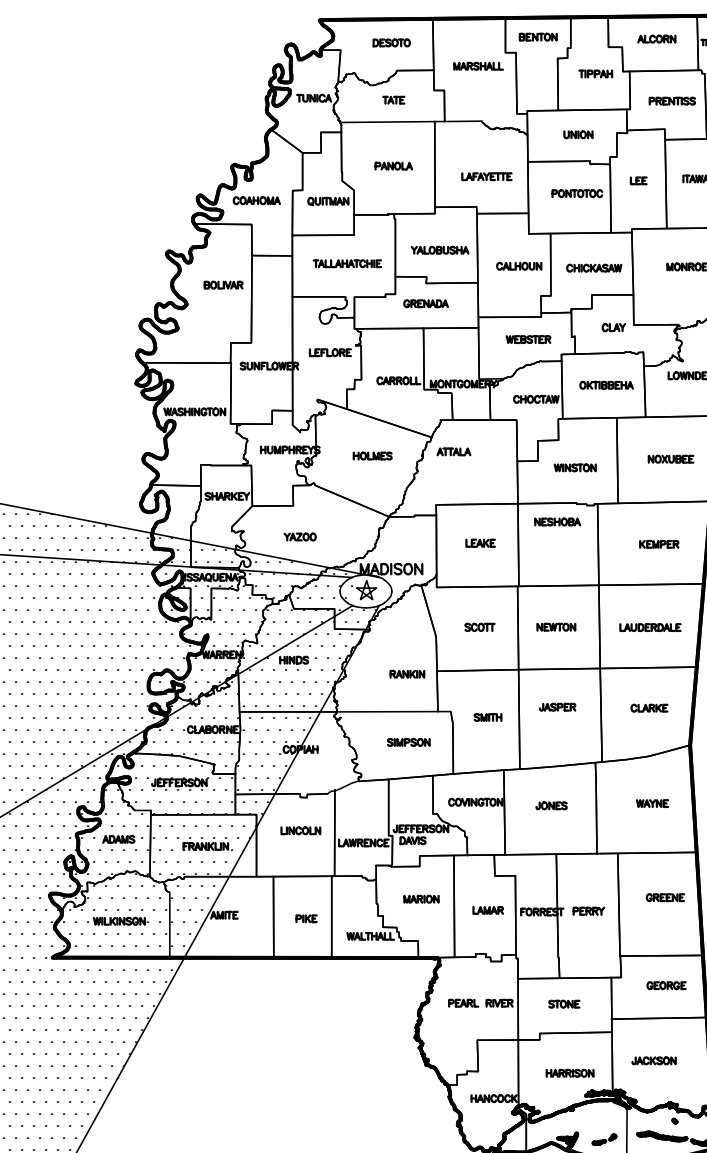 DESOTO
BENTON
ALCORN
MARSHALL
TIPPAH
TUNICA
TATE
PRENTISS
UNION
PANOLA
LAFAYETTE
LEE
ITAWA
COAHOMA
QUITMAN
PONTOTOC
TALLAHATCHIE
YALOBUSHA
CALHOUN
CHICKASAW
MONROE
BOLIVAR
GRENADA
CLAY
WEBSTER
LEFLORE
SUNFLOWER
CARROLL
MONTGOMERY
OKTIBBEHA
LOWNDE
CHOCTAW
WASHINGTON
HUMPHREYS
HOLMES
ATTALA
WINSTON
NOXUBEE
SHARKEY
YAZOO
LEAKE
NESHOBA
KEMPER
MADISON
ISSAQUENA
SCOTT
NEWTON
LAUDERDALE
WARREN
HINDS
RANKIN
CLABORNE
SMITH
JASPER
CLARKE
COPIAH
SIMPSON
JEFFERSON
COVINGTON
JONES
WAYNE
ADAMS
FRANKLIN
LINCOLN
LAWRENCE
JEFFERSON
DAVIS
MARION
LAMAR
FORREST
PERRY
GREENE
WILKINSON
AMITE
PIKE
WALTHALL
GEORGE
PEARL RIVER
STONE
JACKSON
HARRISON
HANCOCK